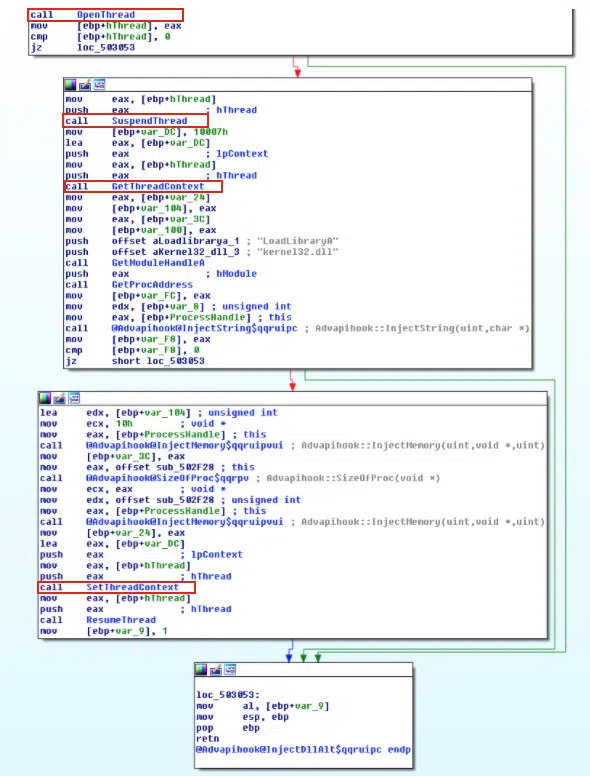 call    OpenThread
mov     [ebp+hThread], eax
cmp     [ebp+hThread], 0
jz      loc_503053
mov     eax, [ebp+hThread]
push    eax             ; hThread
call    SuspendThread
mov     [ebp+var_DC], 10007h
lea     eax, [ebp+var_DC]
push    eax             ; lpContext
mov     eax, [ebp+hThread]
push    eax             ; hThread
call    GetThreadContext
mov     eax, [ebp+var_24]
mov     [ebp+var_104], eax
mov     eax, [ebp+var_3C]
mov     [ebp+var_100], eax
push    offset aLoadlibrarya_1 ; "LoadLibraryA"
push    offset aKernel32_dll_3 ; "kernel32.dll"
call    GetModuleHandleA
push    eax             ; hModule
call    GetProcAddress
mov     [ebp+var_FC], eax
mov     edx, [ebp+var_8] ; unsigned int
mov     eax, [ebp+ProcessHandle] ; this
call    @Advapihook@InjectString$qqruipc ; Advapihook::InjectString(uint,char *)
mov     [ebp+var_F8], eax
cmp     [ebp+var_F8], 0
jz      short loc_503053
lea     edx, [ebp+var_104] ; unsigned int
mov     ecx, 10h        ; void *
mov     eax, [ebp+ProcessHandle] ; this
call    @Advapihook@InjectMemory$qqruipvui ; Advapihook::InjectMemory(uint,void *,uint)
mov     [ebp+var_3C], eax
mov     eax, offset sub_502F28 ; this
call    @Advapihook@SizeOfProc$qqrpv ; Advapihook::SizeOfProc(void *)
mov     ecx, eax        ; void *
mov     edx, offset sub_502F28 ; unsigned int
mov     eax, [ebp+ProcessHandle] ; this
call    @Advapihook@InjectMemory$qqruipvui ; Advapihook::InjectMemory(uint,void *,uint)
mov     [ebp+var_24], eax
lea     eax, [ebp+var_DC]
push    eax             ; lpContext
mov     eax, [ebp+hThread]
push    eax             ; hThread
call    SetThreadContext
mov     eax, [ebp+hThread]
push    eax             ; hThread
call    ResumeThread
mov     [ebp+var_9], 1
loc_503053:
mov     al, [ebp+var_9]
mov     esp, ebp
pop     ebp
retn
@Advapihook@InjectDllAlt$qqruipc endp